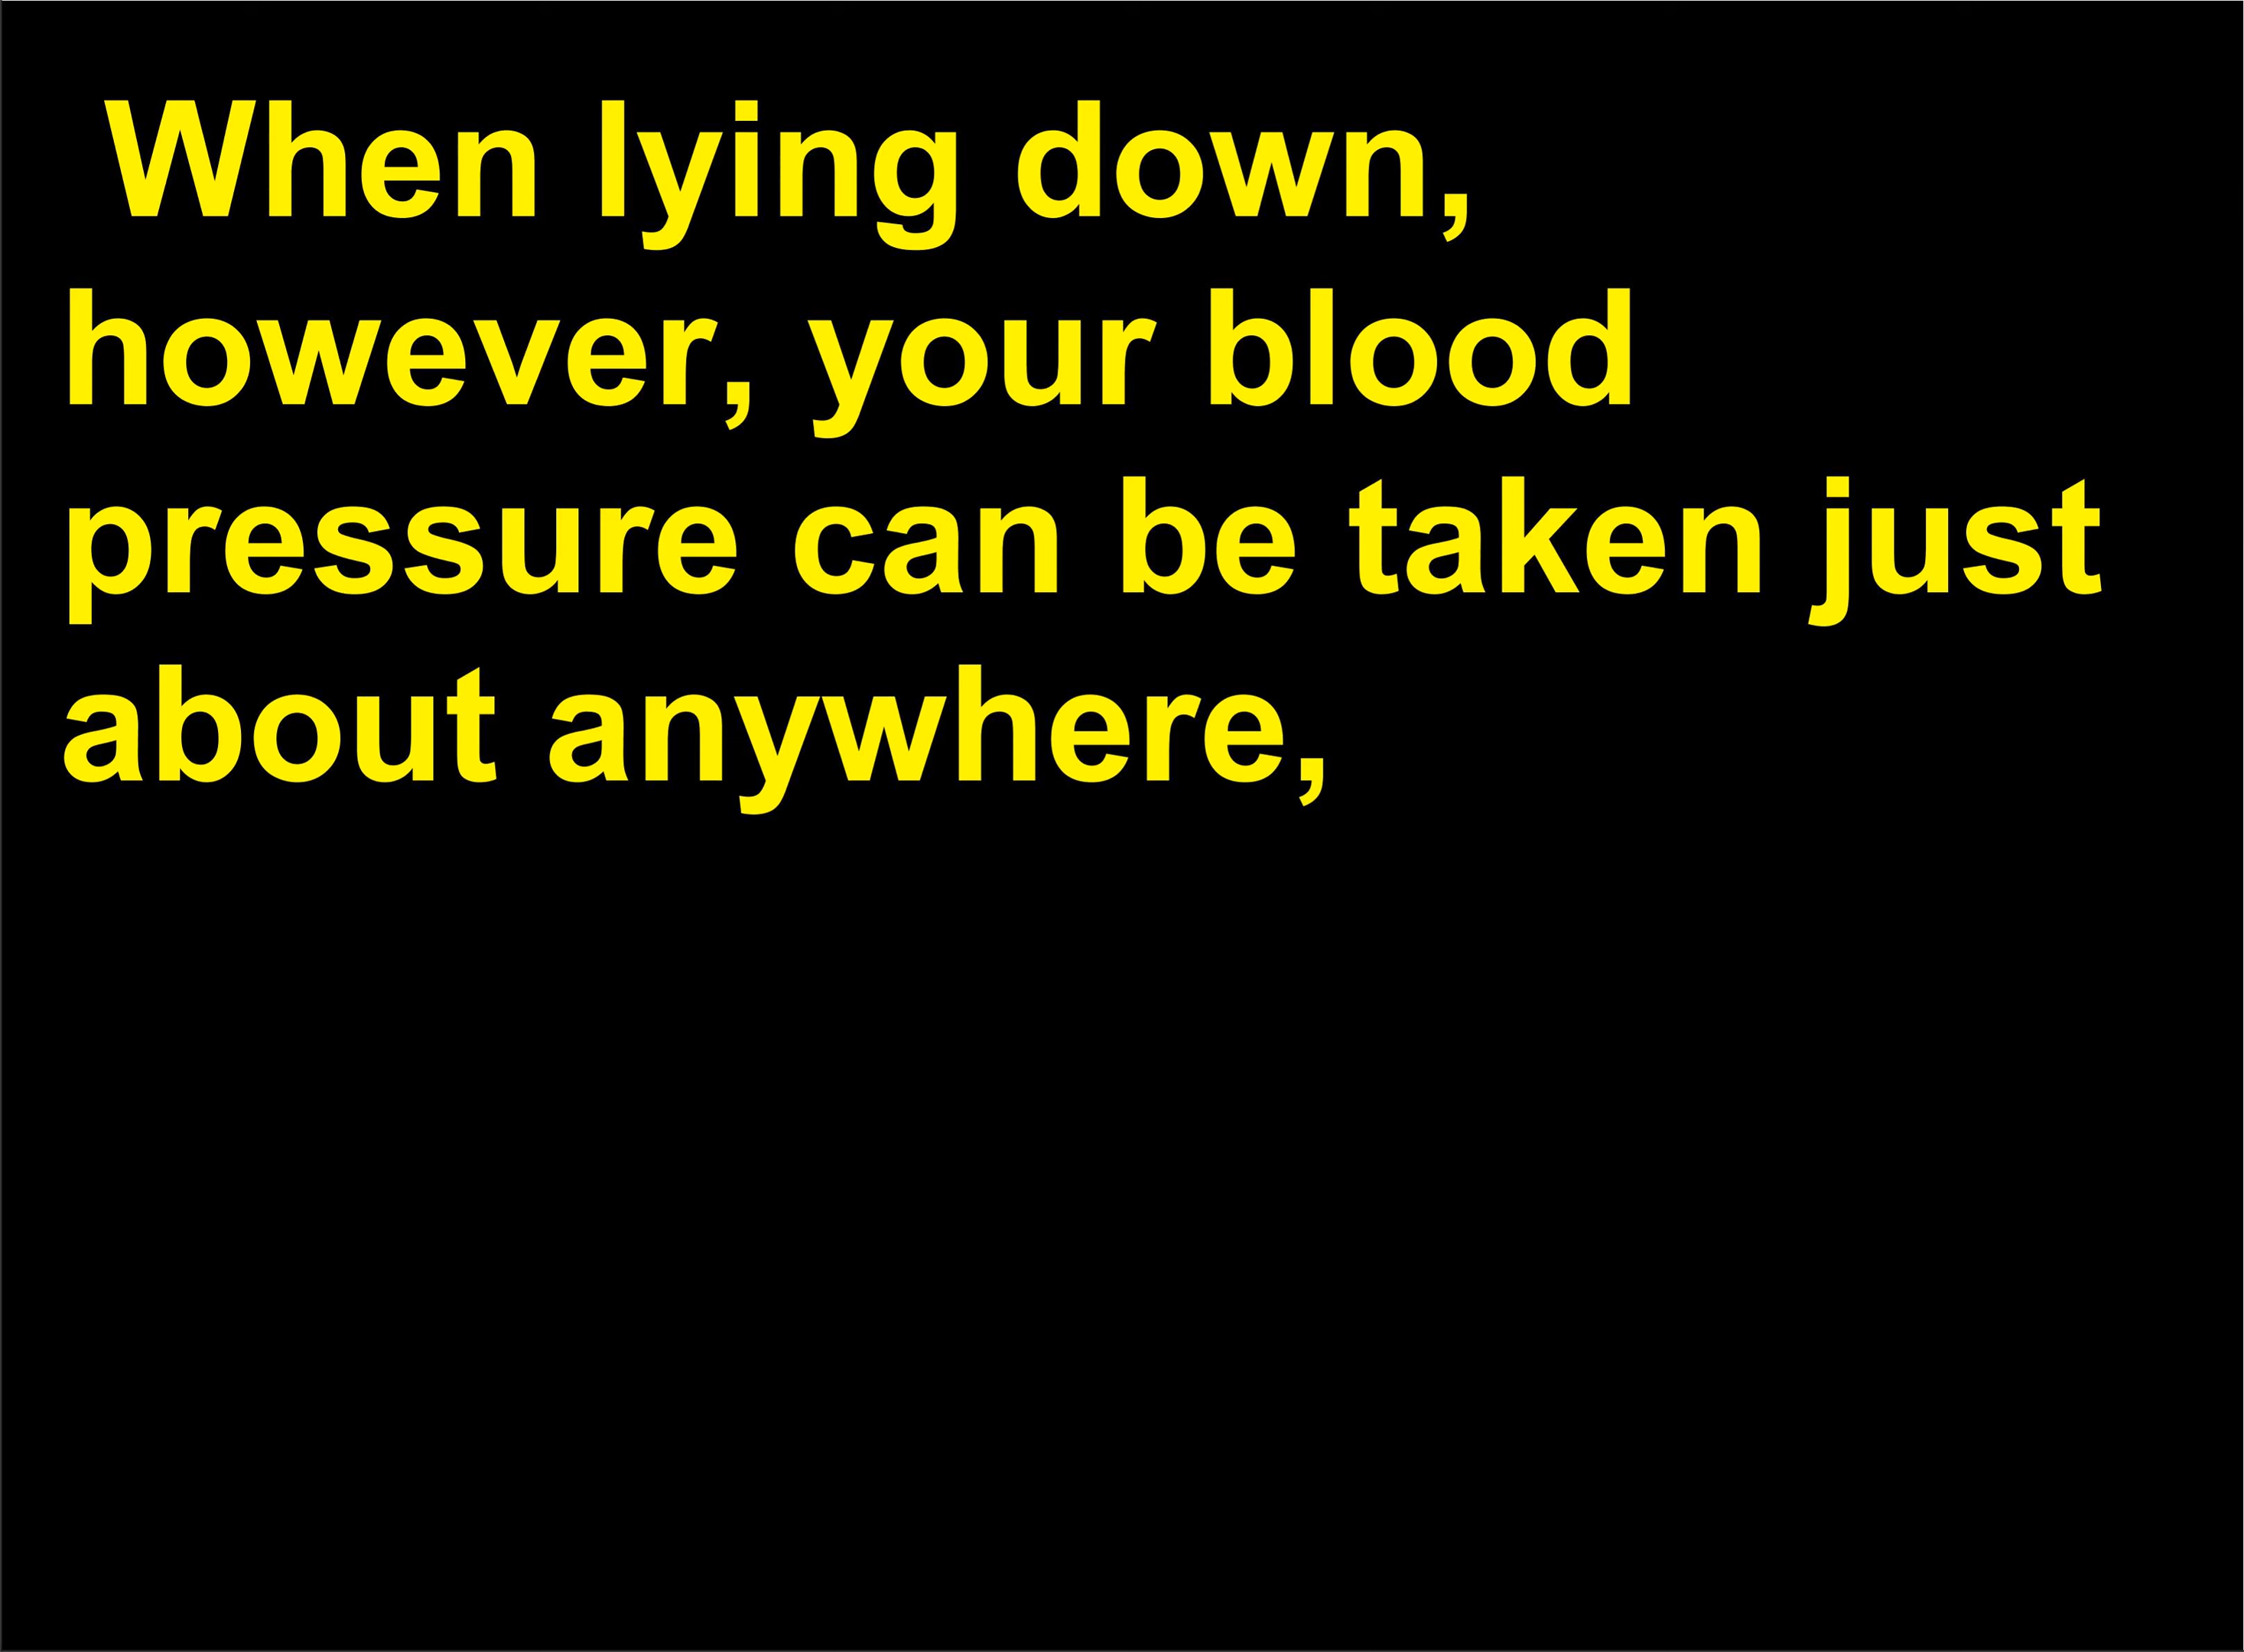 When lying down,
however, your blood
pressure can be taken just
about anywhere,